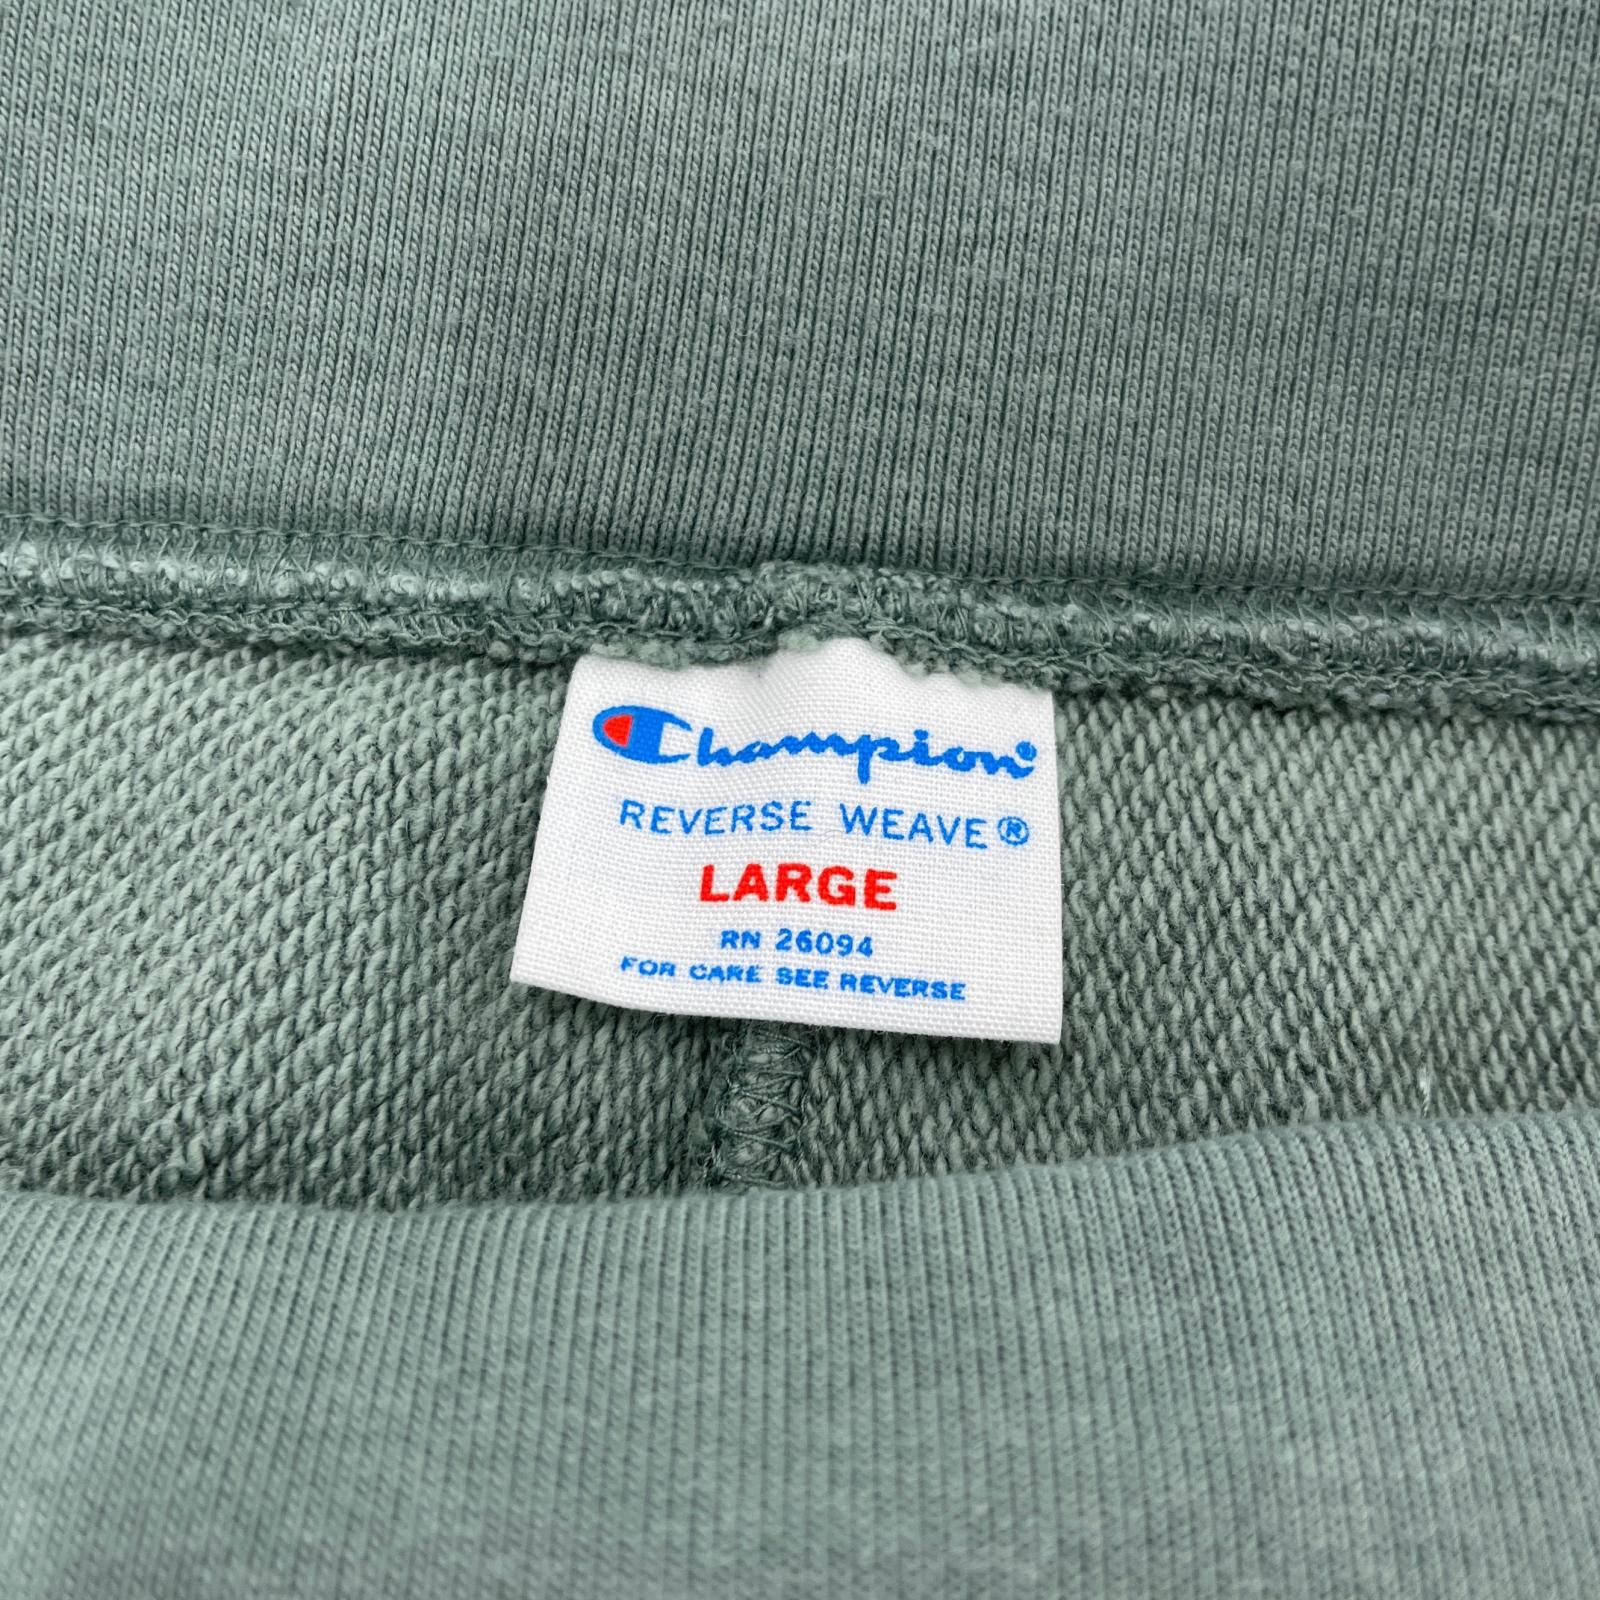 Champion®
REVERSE WEAVE®
LARGE
RN 26094
FOR CARE SEE REVERSE